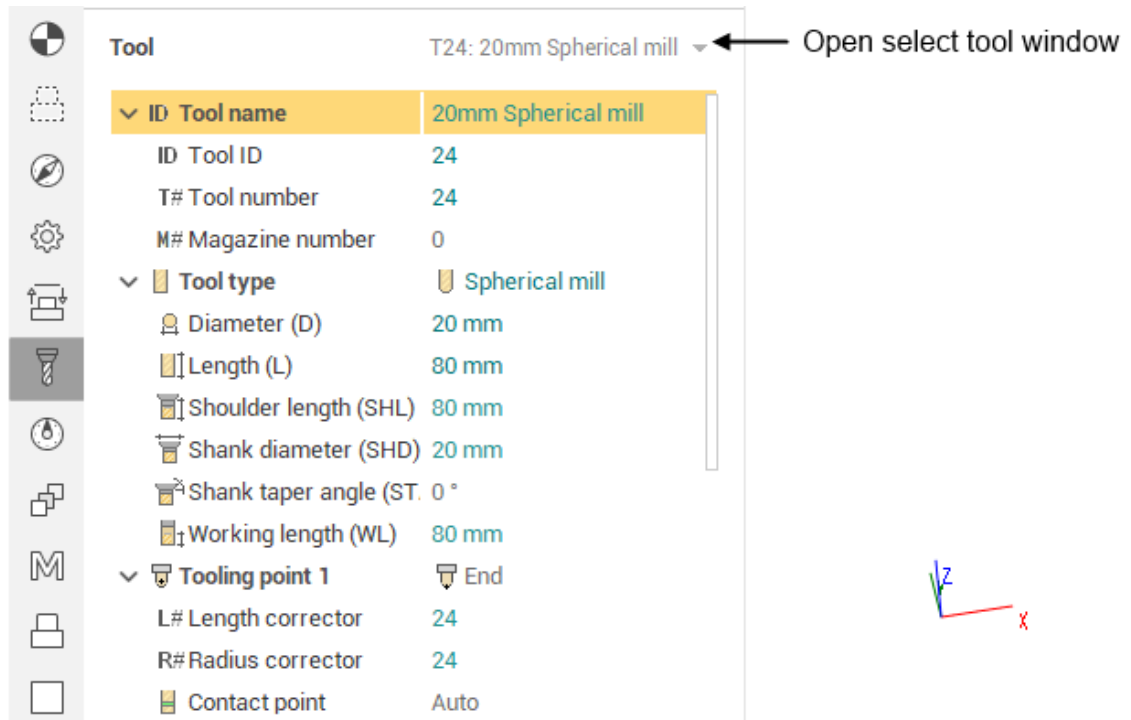 Tool T24: 20mm Spherical mill Open select tool window
ID Tool name 20mm Spherical mill
ID Tool ID 24
T# Tool number 24
M# Magazine number 0
Tool type Spherical mill
Diameter (D) 20 mm
Length (L) 80 mm
Shoulder length (SHL) 80 mm
Shank diameter (SHD) 20 mm
Shank taper angle (ST. 0 °
Working length (WL) 80 mm
M
Tooling point 1 End
Z
L# Length corrector 24
X
R# Radius corrector 24
Contact point Auto